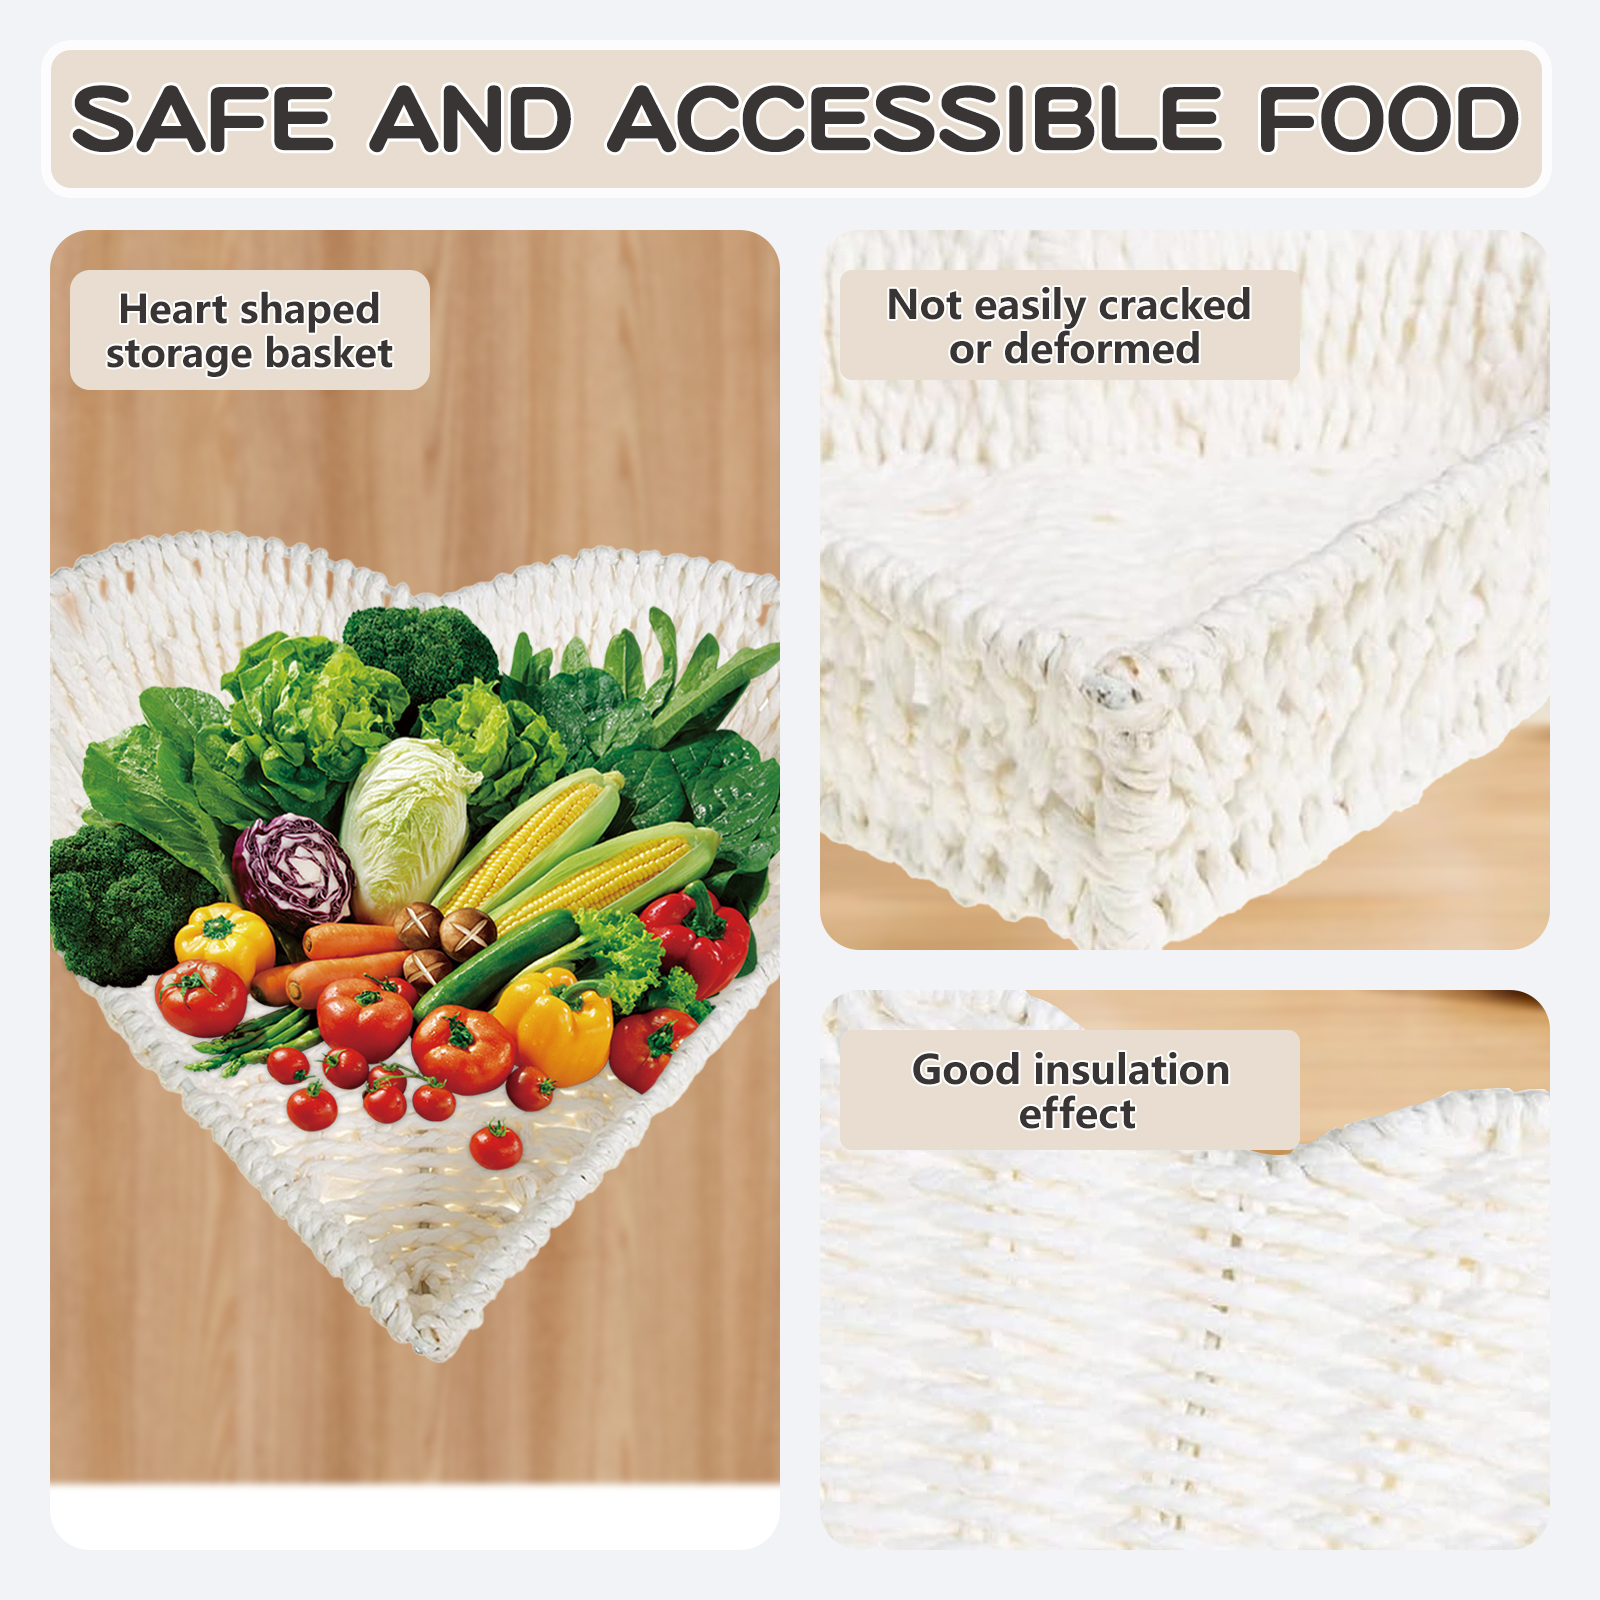 SAFE AND ACCESSIBLE FOOD
Heart shaped
storage basket
Not easily cracked
or deformed
Good insulation
effect